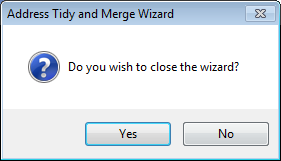 Address Tidy and Merge Wizard
Do you wish to close the wizard?
Yes No